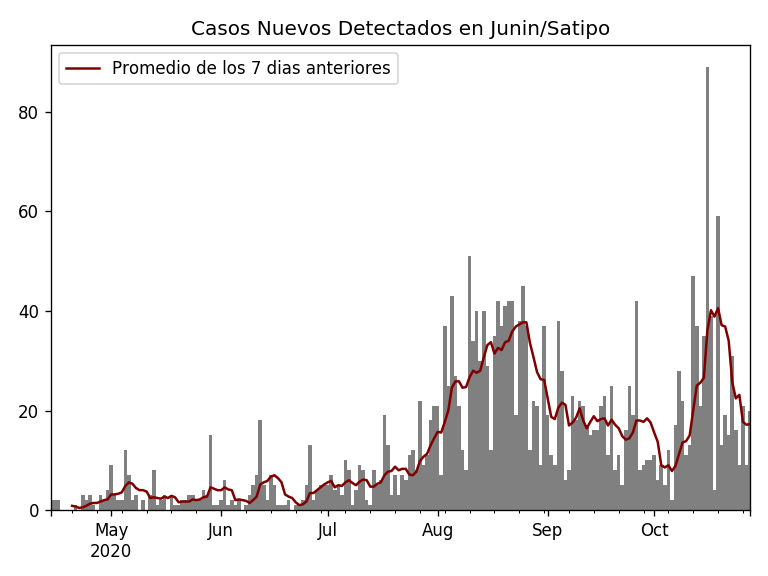 Casos Nuevos Detectados en Junin/Satipo
Promedio de los 7 dias anteriores
80
60
40
20
0
May Jun Jul Aug Sep Oct
2020